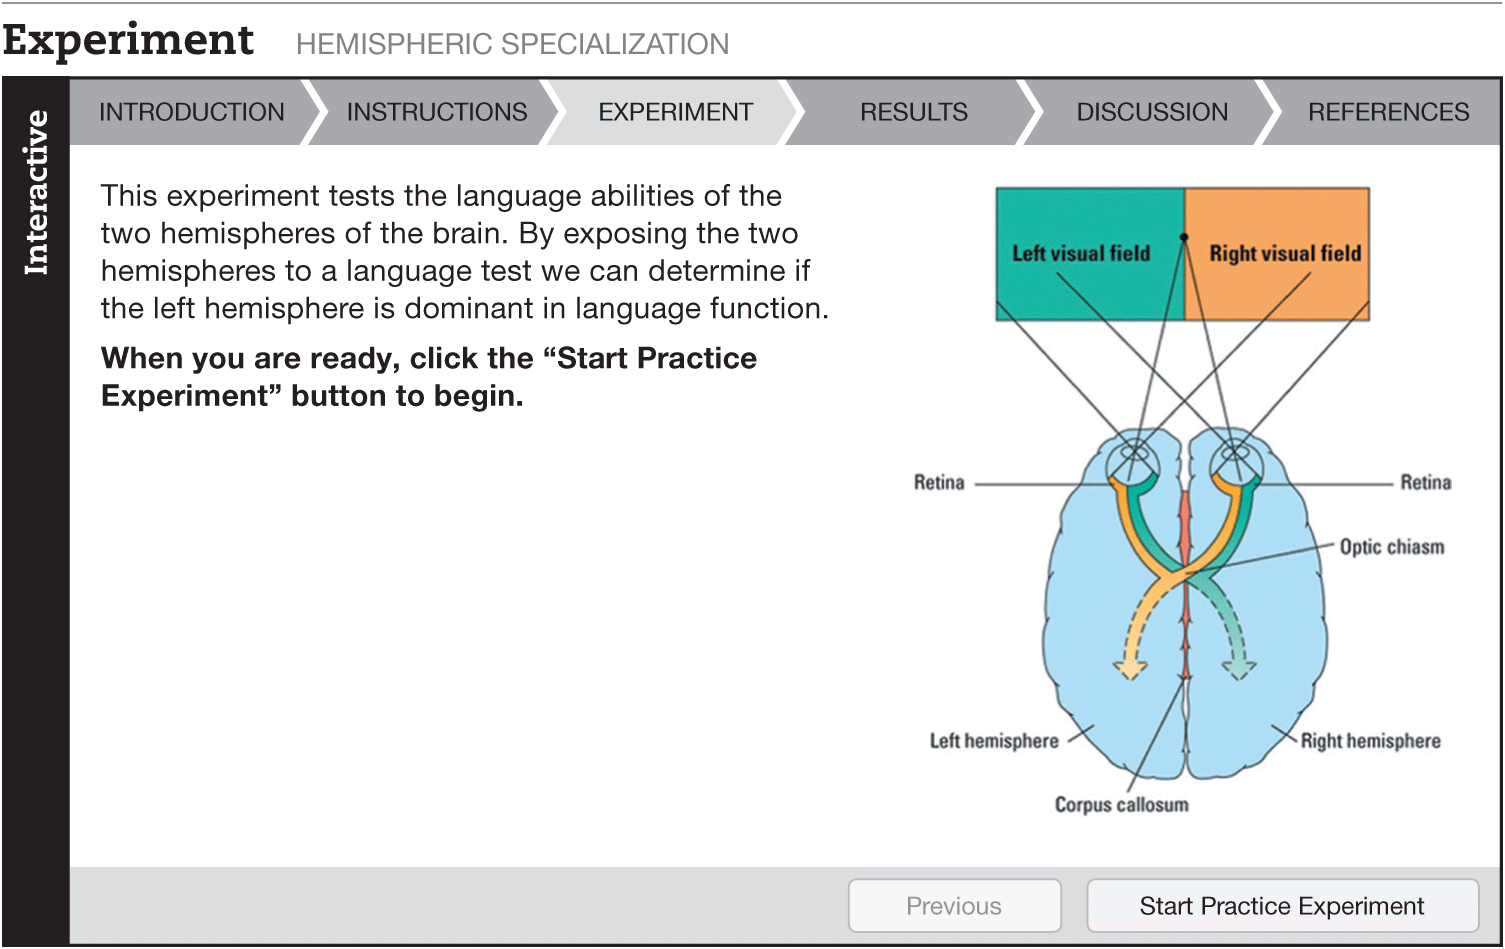 Experiment HEMISPHERIC SPECIALIZATION
Interactive
INTRODUCTION INSTRUCTIONS EXPERIMENT RESULTS DISCUSSION REFERENCES
This experiment tests the language abilities of the
two hemispheres of the brain. By exposing the two
hemispheres to a language test we can determine if
the left hemisphere is dominant in language function.
When you are ready, click the “Start Practice
Experiment” button to begin.
Left visual field Right visual field
Retina Retina
Optic chiasm
Left hemisphere Right hemisphere
Corpus callosum
Previous Start Practice Experiment